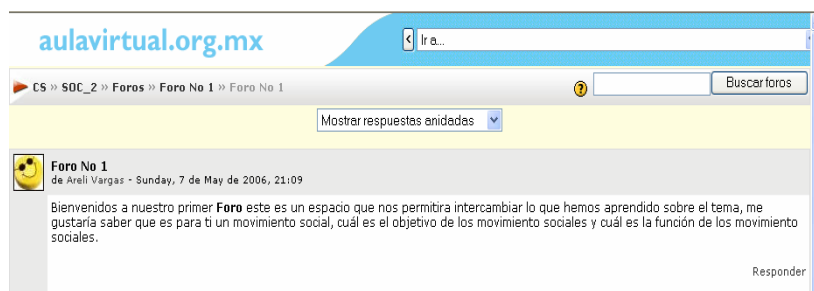 aulavirtual.org.mx
< Ir a...
CS » SOC_2 » Foros » Foro No 1 » Foro No 1
? Buscar foros
Mostrar respuestas anidadas
Foro No 1
de Areli Vargas - Sunday, 7 de May de 2006, 21:09
Bienvenidos a nuestro primer Foro este es un espacio que nos permitira intercambiar lo que hemos aprendido sobre el tema, me
gustaría saber que es para ti un movimiento social, cuál es el objetivo de los movimiento sociales y cuál es la función de los movimiento
sociales.
Responder